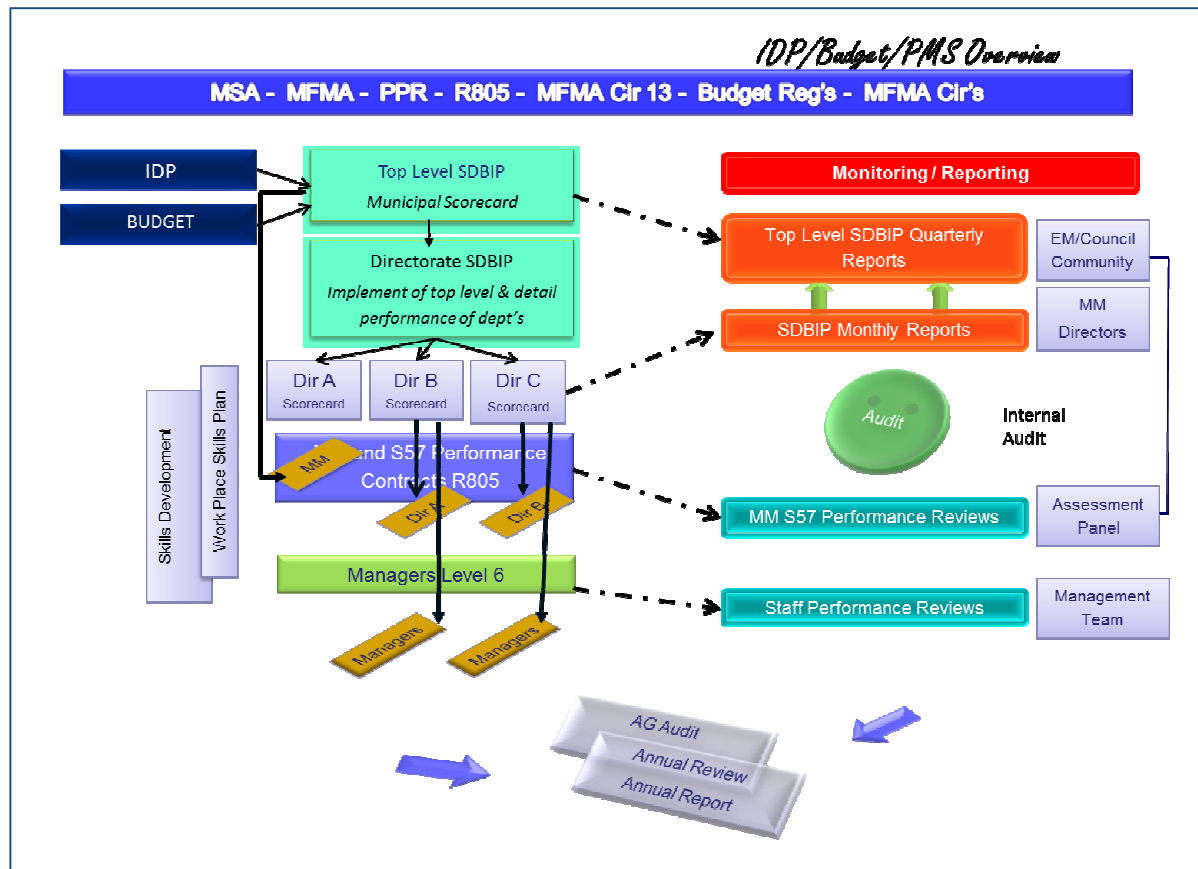 IDP/Budget/PMS Overview
MSA - MFMA - PPR - R805 - MFMA Cir 13 - Budget Reg's - MFMA Cir's
IDP
BUDGET
Top Level SDBIP
Municipal Scorecard
Directorate SDBIP
Implement of top level & detail
performance of dept's
Dir A
Scorecard
Dir B
Scorecard
Dir C
Scorecard
Skills Development
Work Place Skills Plan
and S57 Performance
Contracts R805
MM
Dir A
Dir B
Managers Level 6
Managers
Managers
Monitoring / Reporting
Top Level SDBIP Quarterly
Reports
EM/Council
Community
SDBIP Monthly Reports
MM
Directors
Audit
Internal
Audit
MM S57 Performance Reviews
Assessment
Panel
Staff Performance Reviews
Management
Team
AG Audit
Annual Review
Annual Report